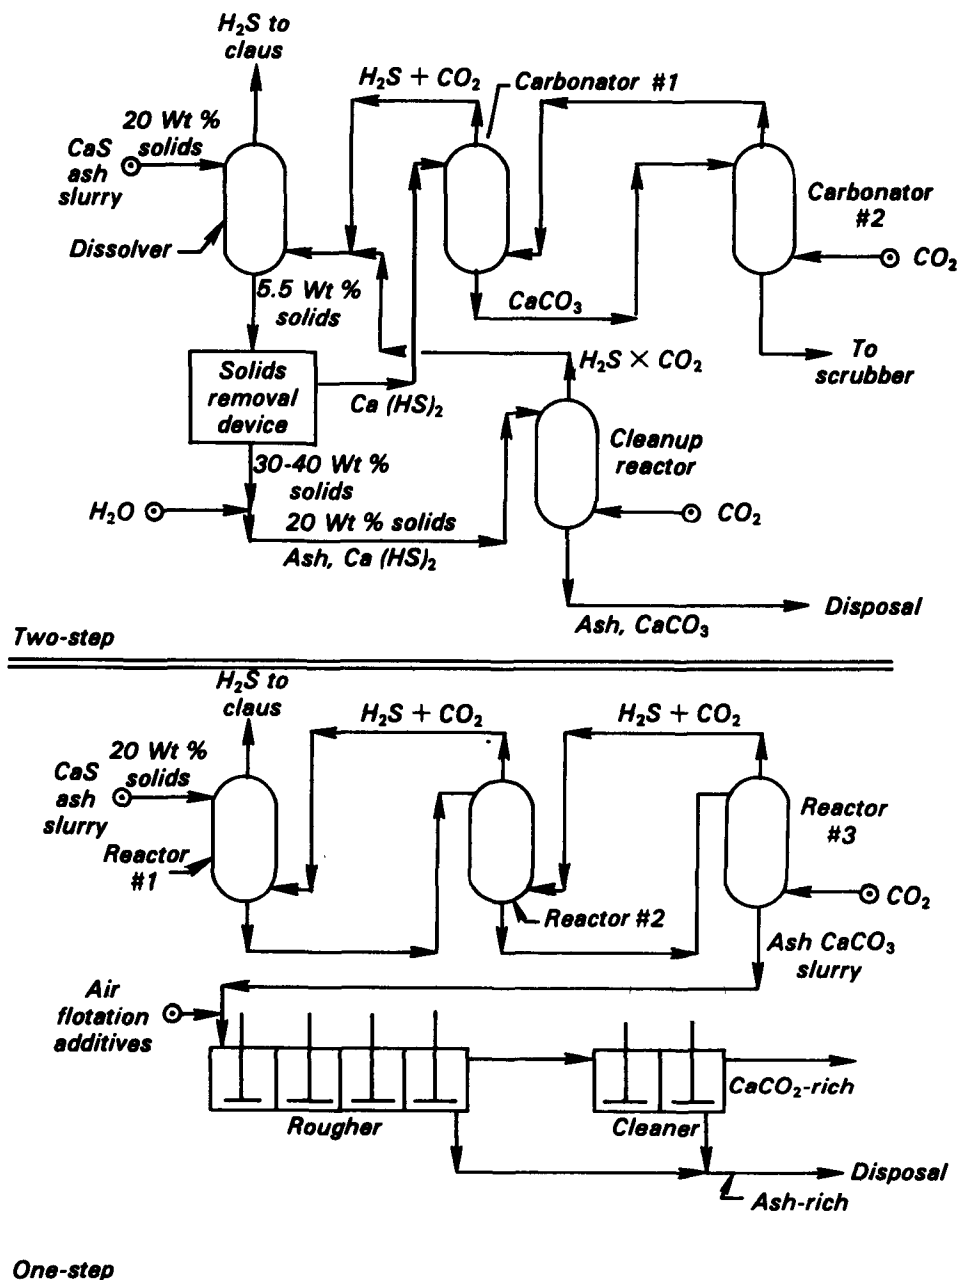 H₂S to
claus
H₂S + CO₂
Carbonator #1
20 Wt %
solids
CaS
ash
slurry
Carbonator
#2
Dissolver
CO₂
5.5 Wt %
solids
CaCO₃
To
scrubber
Solids
removal
device
H₂S × CO₂
Ca (HS)₂
Cleanup
reactor
30-40 Wt %
solids
H₂O
20 Wt % solids
CO₂
Ash, Ca (HS)₂
Disposal
Ash, CaCO₃
Two-step
H₂S to
claus
H₂S + CO₂
H₂S + CO₂
20 Wt %
solids
CaS
ash
slurry
Reactor
#3
Reactor
#1
CO₂
Reactor #2
Ash CaCO₃
slurry
Air
flotation
additives
CaCO₂-rich
Rougher
Cleaner
Disposal
Ash-rich
One-step